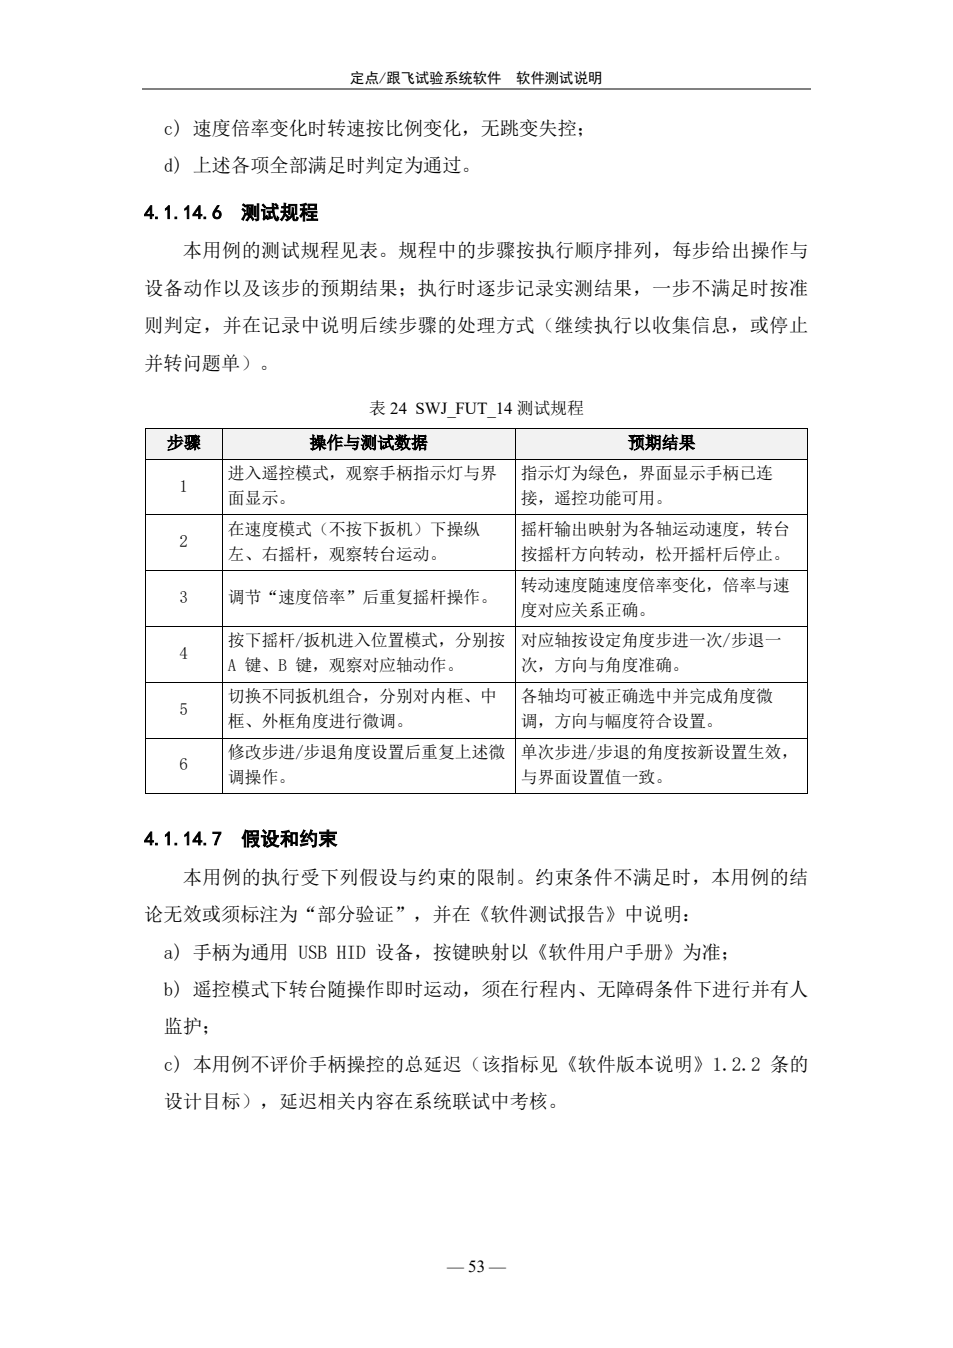 定点/跟飞试验系统软件　软件测试说明
c) 速度倍率变化时转速按比例变化，无跳变失控；
d) 上述各项全部满足时判定为通过。
4.1.14.6 测试规程
本用例的测试规程见表。规程中的步骤按执行顺序排列，每步给出操作与
设备动作以及该步的预期结果；执行时逐步记录实测结果，一步不满足时按准
则判定，并在记录中说明后续步骤的处理方式（继续执行以收集信息，或停止
并转问题单）。
表 24 SWJ_FUT_14 测试规程
步骤 操作与测试数据 预期结果
1
进入遥控模式，观察手柄指示灯与界
面显示。
指示灯为绿色，界面显示手柄已连
接，遥控功能可用。
2
在速度模式（不按下扳机）下操纵
左、右摇杆，观察转台运动。
摇杆输出映射为各轴运动速度，转台
按摇杆方向转动，松开摇杆后停止。
3
调节“速度倍率”后重复摇杆操作。
转动速度随速度倍率变化，倍率与速
度对应关系正确。
4
按下摇杆/扳机进入位置模式，分别按
A 键、B 键，观察对应轴动作。
对应轴按设定角度步进一次/步退一
次，方向与角度准确。
5
切换不同扳机组合，分别对内框、中
框、外框角度进行微调。
各轴均可被正确选中并完成角度微
调，方向与幅度符合设置。
6
修改步进/步退角度设置后重复上述微
调操作。
单次步进/步退的角度按新设置生效，
与界面设置值一致。
4.1.14.7 假设和约束
本用例的执行受下列假设与约束的限制。约束条件不满足时，本用例的结
论无效或须标注为“部分验证”，并在《软件测试报告》中说明：
a) 手柄为通用 USB HID 设备，按键映射以《软件用户手册》为准；
b) 遥控模式下转台随操作即时运动，须在行程内、无障碍条件下进行并有人
监护；
c) 本用例不评价手柄操控的总延迟（该指标见《软件版本说明》1.2.2 条的
设计目标），延迟相关内容在系统联试中考核。
— 53 —